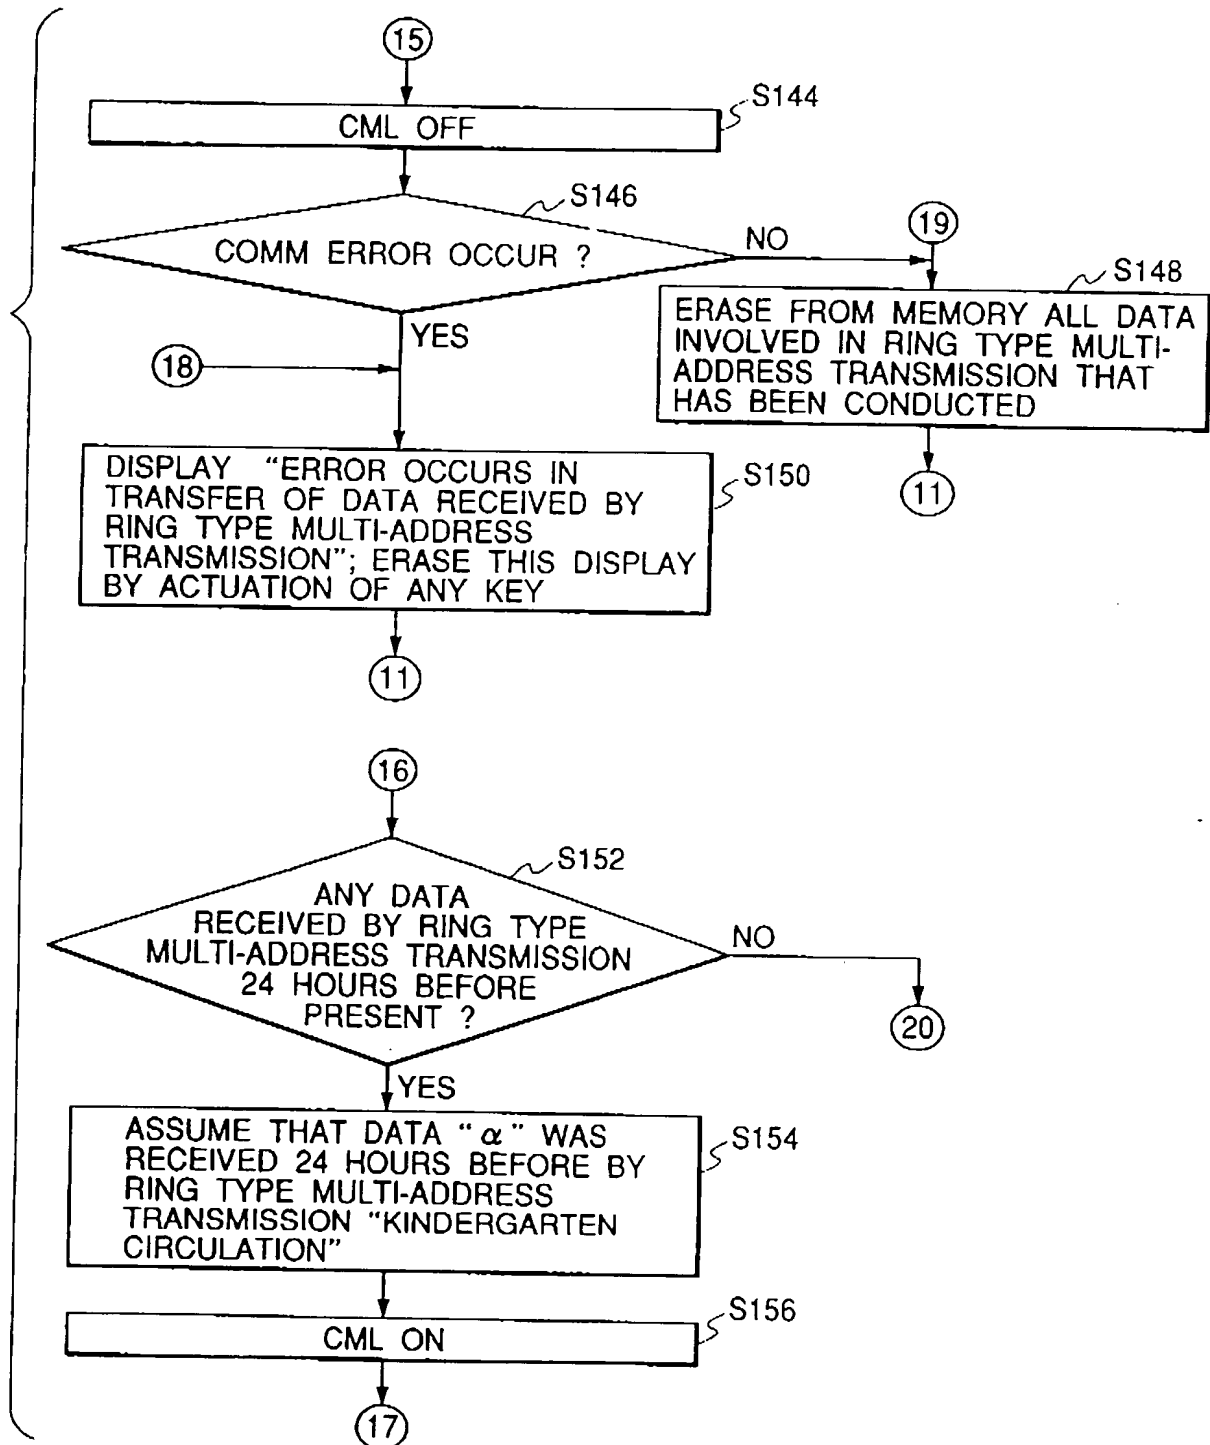 15
S144
CML OFF
S146
COMM ERROR OCCUR ?
NO
19
S148
ERASE FROM MEMORY ALL DATA
INVOLVED IN RING TYPE MULTI-
ADDRESS TRANSMISSION THAT
HAS BEEN CONDUCTED
11
YES
18
S150
DISPLAY "ERROR OCCURS IN
TRANSFER OF DATA RECEIVED BY
RING TYPE MULTI-ADDRESS
TRANSMISSION"; ERASE THIS DISPLAY
BY ACTUATION OF ANY KEY
11
16
S152
ANY DATA
RECEIVED BY RING TYPE
MULTI-ADDRESS TRANSMISSION
24 HOURS BEFORE
PRESENT ?
NO
20
YES
S154
ASSUME THAT DATA "α" WAS
RECEIVED 24 HOURS BEFORE BY
RING TYPE MULTI-ADDRESS
TRANSMISSION "KINDERGARTEN
CIRCULATION"
S156
CML ON
17